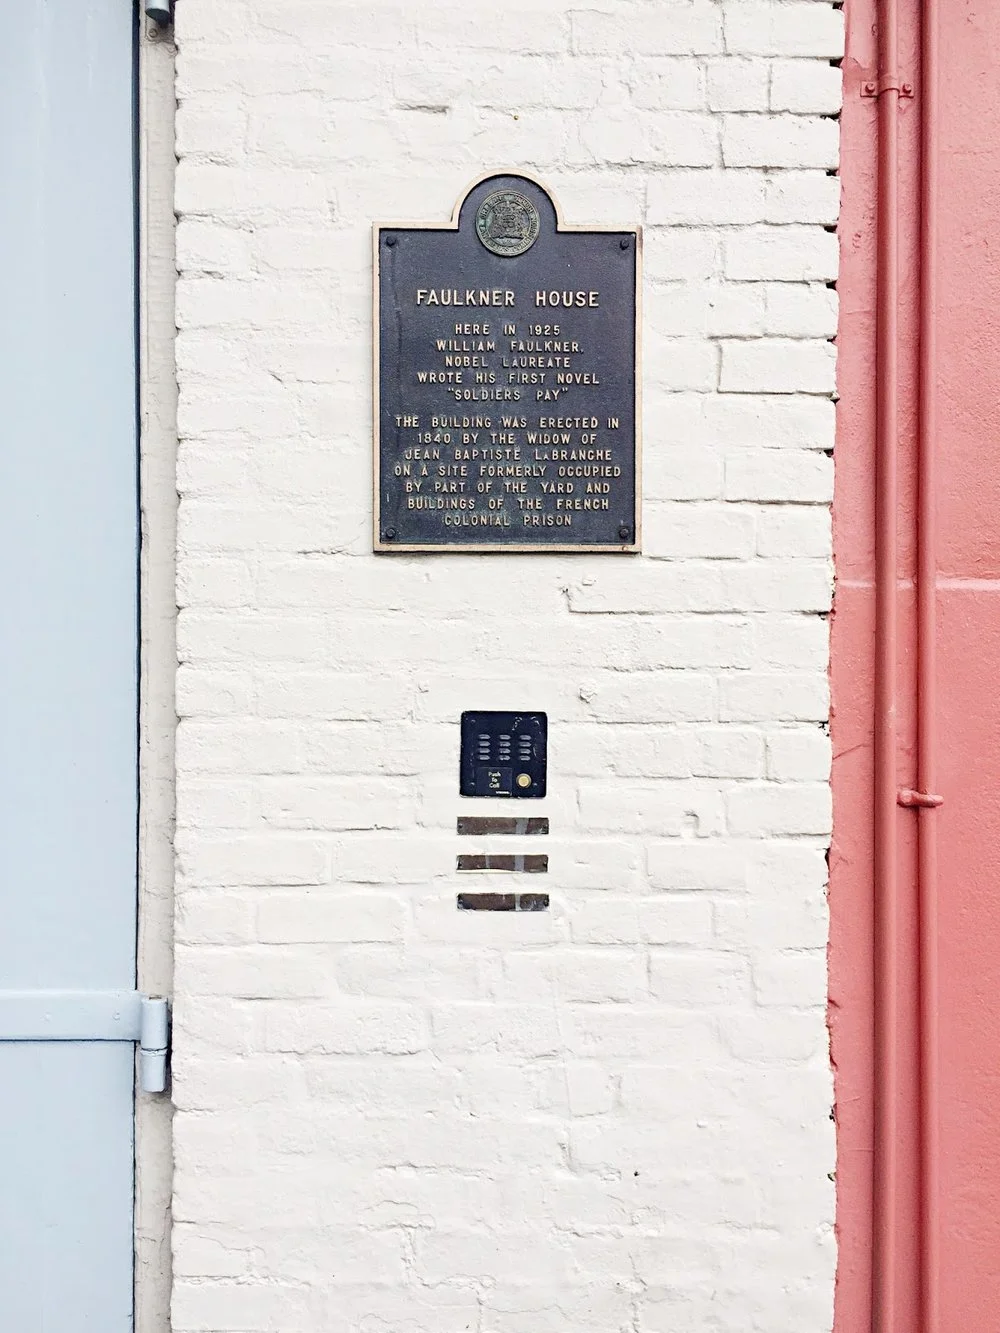 FAULKNER HOUSE
HERE IN 1925
WILLIAM FAULKNER,
NOBEL LAUREATE
WROTE HIS FIRST NOVEL
"SOLDIERS PAY"
THE BUILDING WAS ERECTED IN
1840 BY THE WIDOW OF
JEAN BAPTISTE LABRANCHE
ON A SITE FORMERLY OCCUPIED
BY PART OF THE YARD AND
BUILDINGS OF THE FRENCH
COLONIAL PRISON
Push
to
Call